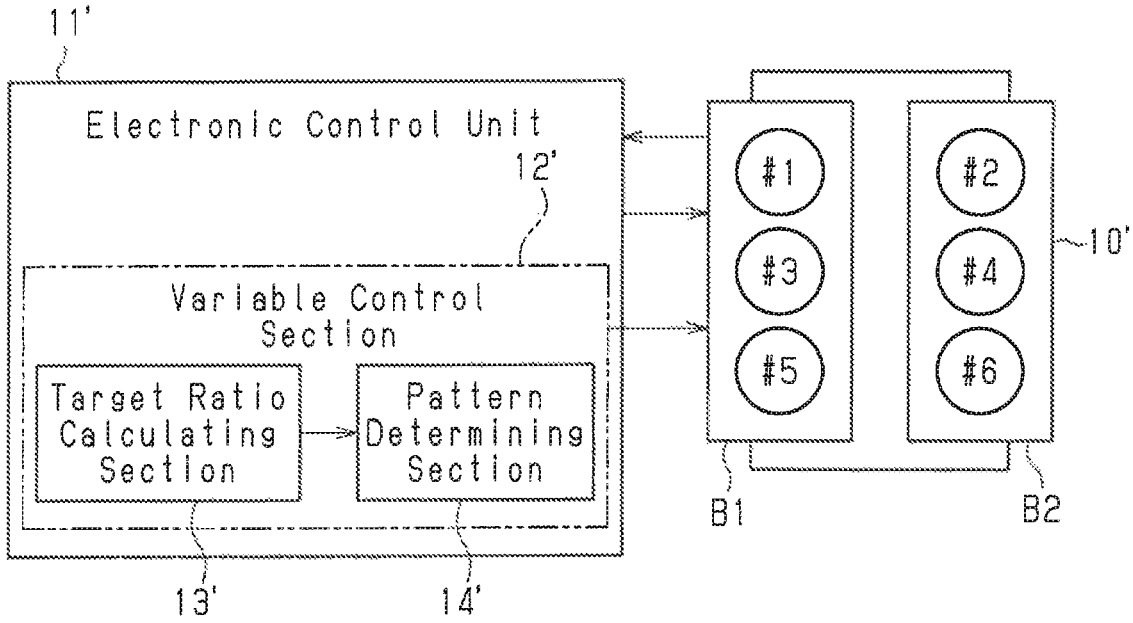 11'
Electronic Control Unit
12'
Variable Control
Section
Target Ratio
Calculating
Section
Pattern
Determining
Section
13'
14'
#1
#2
#3
#4
#5
#6
10'
B1
B2